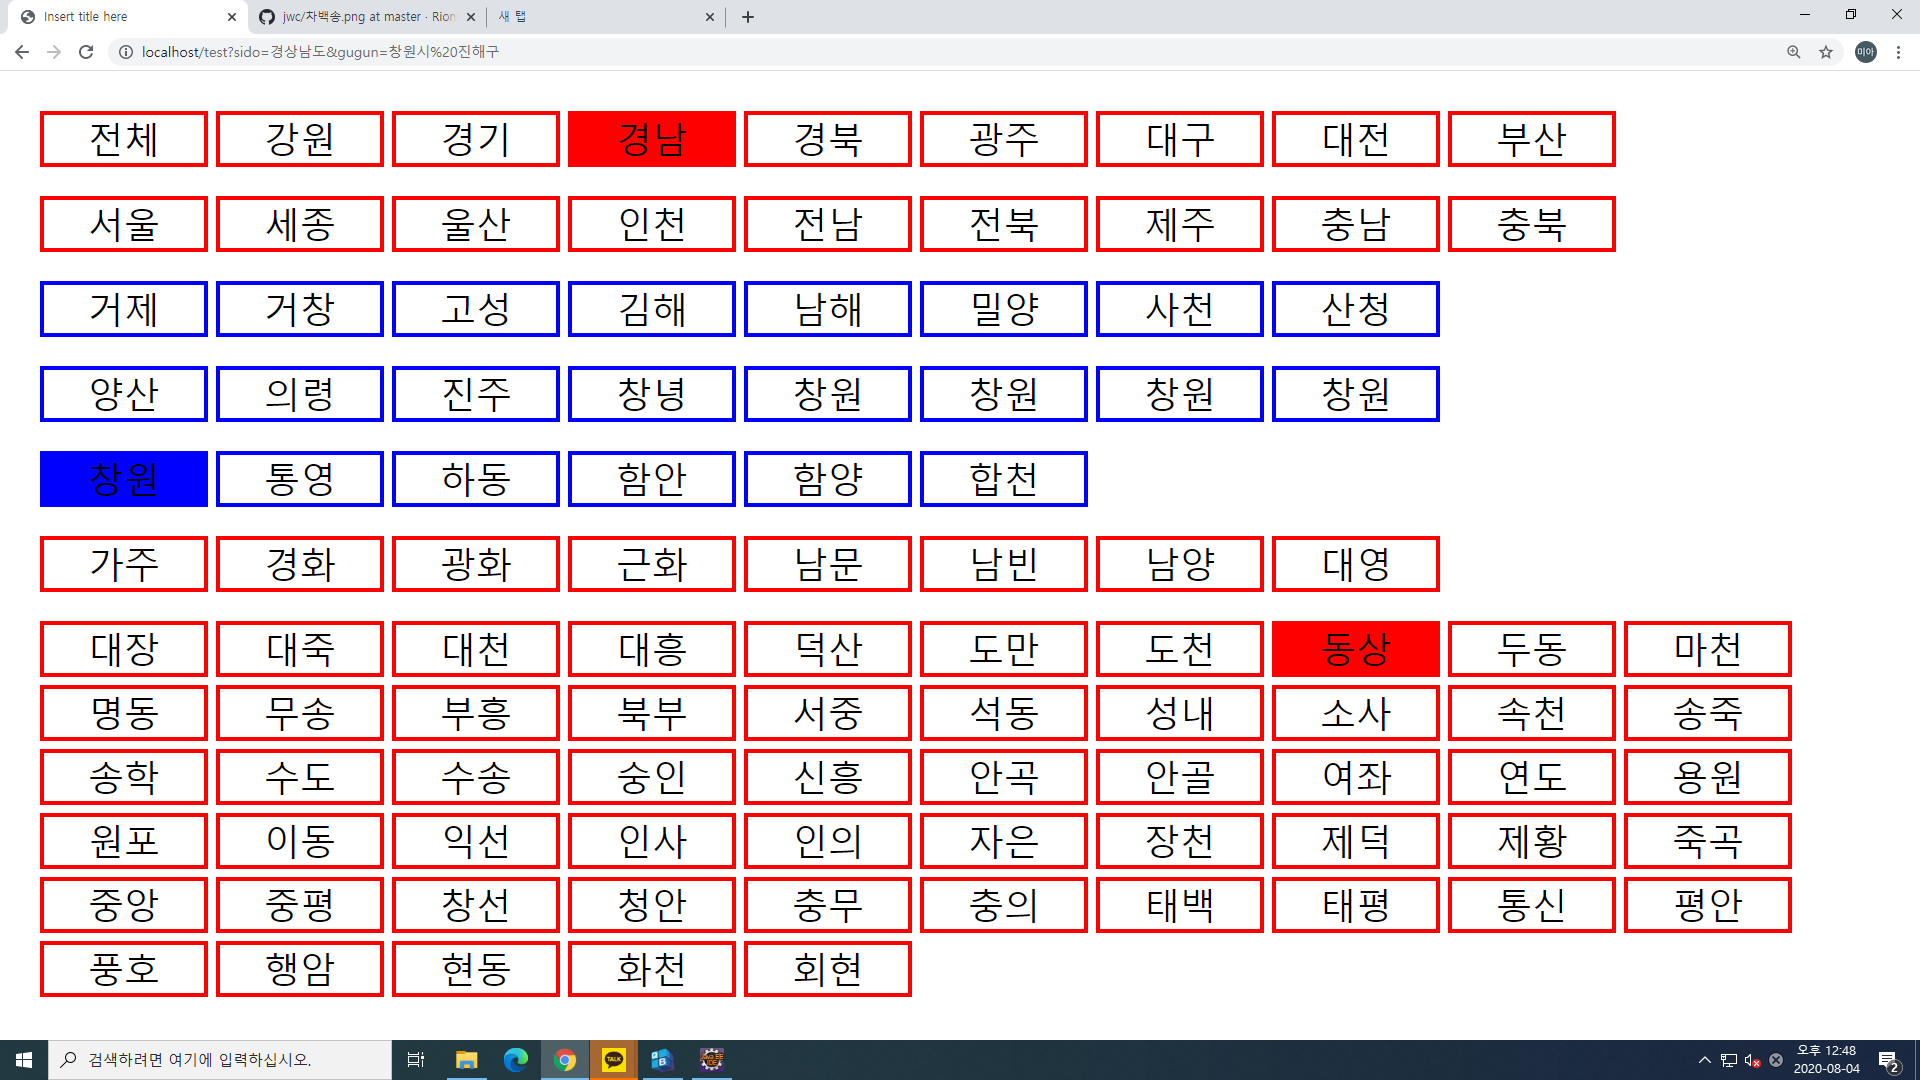 Insert title here
jwc/차백송.png at master · Rion
새 탭
localhost/test?sido=경상남도&gugun=창원시%20진해구
미아
전체 강원 경기 경남 경북 광주 대구 대전 부산
서울 세종 울산 인천 전남 전북 제주 충남 충북
거제 거창 고성 김해 남해 밀양 사천 산청
양산 의령 진주 창녕 창원 창원 창원 창원
창원 통영 하동 함안 함양 합천
가주 경화 광화 근화 남문 남빈 남양 대영
대장 대죽 대천 대흥 덕산 도만 도천 동상 두동 마천
명동 무송 부흥 북부 서중 석동 성내 소사 속천 송죽
송학 수도 수송 숭인 신흥 안곡 안골 여좌 연도 용원
원포 이동 익선 인사 인의 자은 장천 제덕 제황 죽곡
중앙 중평 창선 청안 충무 충의 태백 태평 통신 평안
풍호 행암 현동 화천 회현
검색하려면 여기에 입력하십시오.
TALK
B
Java EE
IDE
오후 12:48
2020-08-04
2